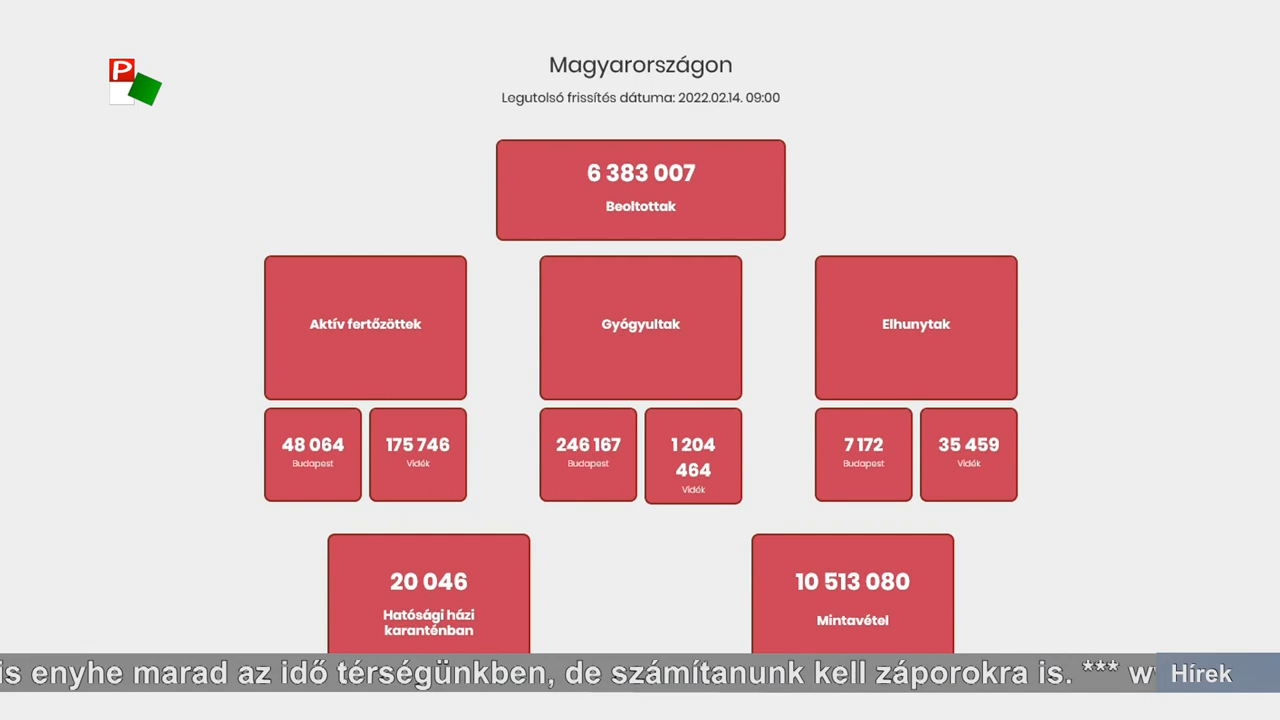 P
Magyarországon
Legutolsó frissítés dátuma: 2022.02.14. 09:00
6 383 007
Beoltottak
Aktív fertőzöttek
Gyógyultak
Elhunytak
48 064
Budapest
175 746
Vidék
246 167
Budapest
1 204
464
Vidék
7 172
Budapest
35 459
Vidék
20 046
Hatósági házi
karanténban
10 513 080
Mintavétel
is enyhe marad az idő térségünkben, de számítanunk kell záporokra is. ***
Hírek